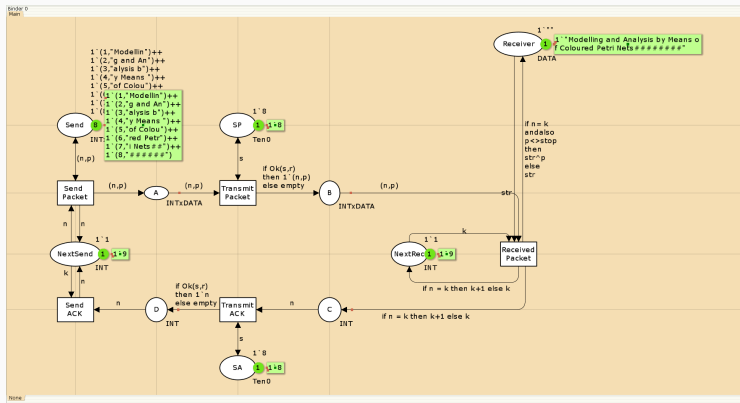 Binder 0
Main
1`(1,"Modellin")++
1`(2,"g and An")++
1`(3,"alysis b")++
1`(4,"y Means ")++
1`(5,"of Colou")++
1`(1,"Modellin")++
1`(2,"g and An")++
1`(3,"alysis b")++
1`(4,"y Means ")++
1`(5,"of Colou")++
1`(6,"red Petr")++
1`(7,"i Nets##")++
1`(8,"######")
Send
8
INT
1`8
SP
1
1`8
Ten0
1`""
Receiver
1
1`"Modelling and Analysis by Means o
f Coloured Petri Nets########"
DATA
if n=k
andalso
p<>stop
then
str^p
else
str
(n,p)
s
if Ok(s,r)
then 1`(n,p)
else empty
Send
Packet
(n,p)
A
(n,p)
INTxDATA
Transmit
Packet
B
INTxDATA
(n,p)
str
n
n
k
1`1
NextSend
1
1`9
INT
1`1
NextRec
1
1`9
INT
Received
Packet
k
n
if n = k then k+1 else k
if Ok(s,r)
then 1`n
else empty
Send
ACK
n
D
INT
Transmit
ACK
n
C
INT
if n = k then k+1 else k
s
1`8
SA
1
1`8
Ten0
None